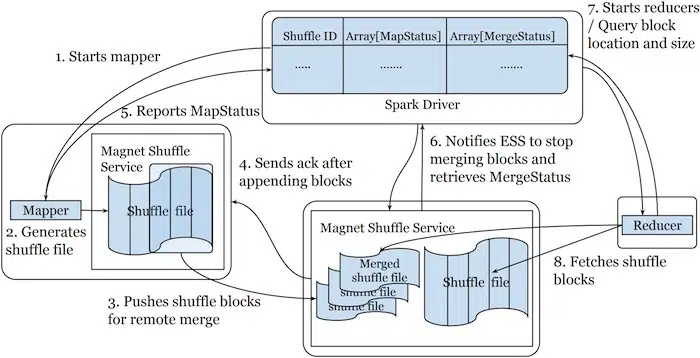 1. Starts mapper
Shuffle ID
Array[MapStatus]
Array[MergeStatus]
.....
.......
.......
Spark Driver
7. Starts reducers
/ Query block
location and size
5. Reports MapStatus
Magnet Shuffle
Service
Shuffle file
Mapper
2. Generates
shuffle file
4. Sends ack after
appending blocks
6. Notifies ESS to stop
merging blocks and
retrieves MergeStatus
3. Pushes shuffle blocks
for remote merge
Magnet Shuffle Service
Merged
shuffle file
shuffle file
shuffle file
Shuffle file
Reducer
8. Fetches shuffle
blocks